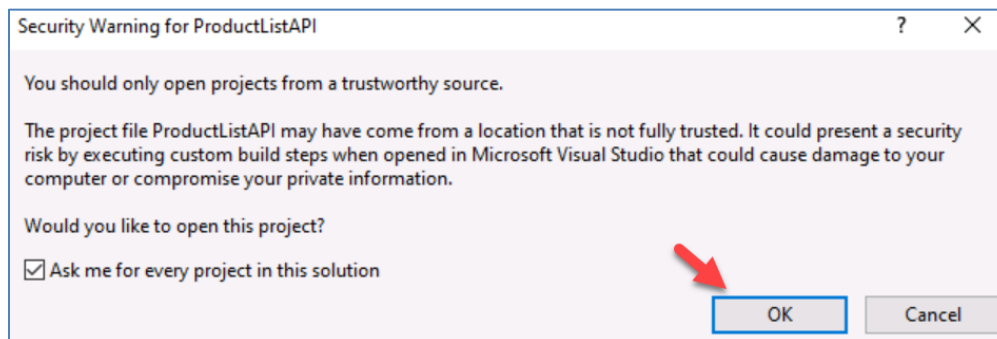 Security Warning for ProductListAPI
?
You should only open projects from a trustworthy source.
The project file ProductListAPI may have come from a location that is not fully trusted. It could present a security
risk by executing custom build steps when opened in Microsoft Visual Studio that could cause damage to your
computer or compromise your private information.
Would you like to open this project?
Ask me for every project in this solution
OK Cancel